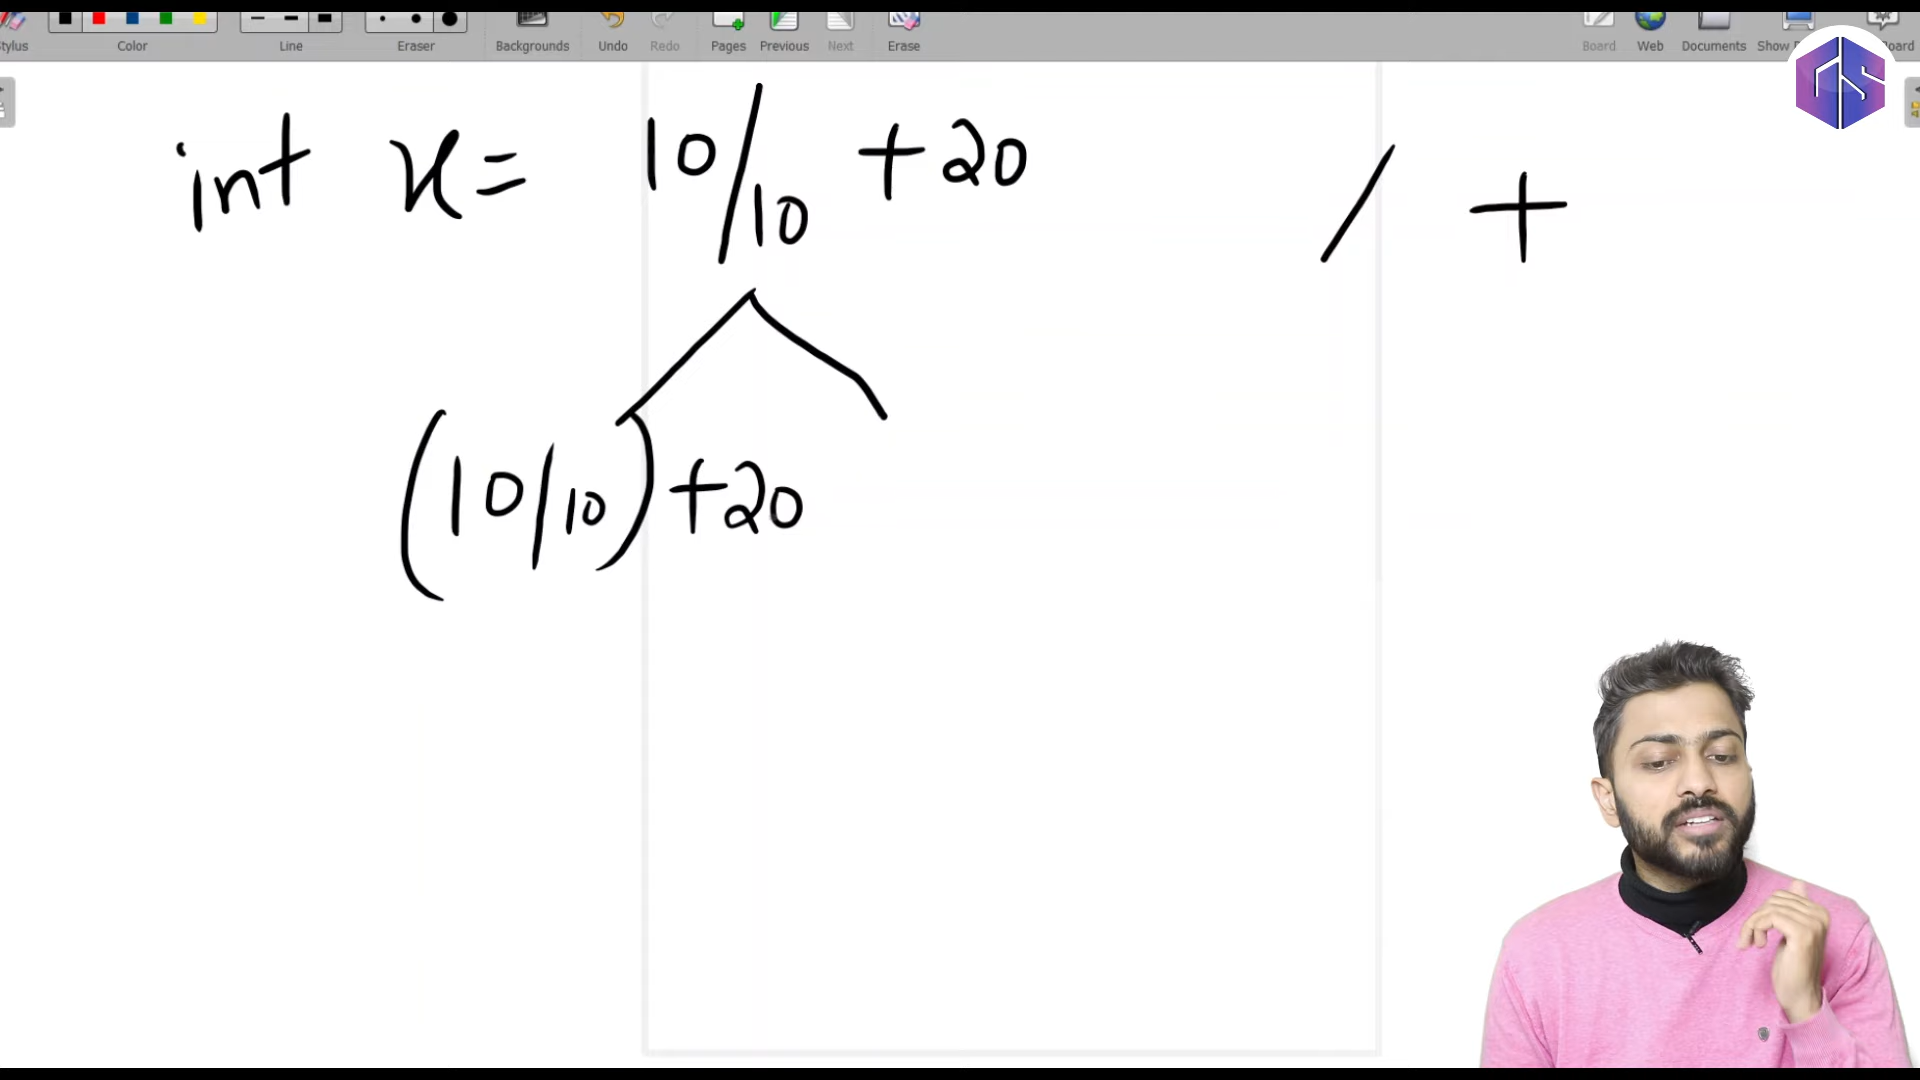 Stylus Color Line Eraser Backgrounds Undo Redo Pages Previous Next Erase Board Web Documents
int x = 10/10 + 20
/ +
(10/10) + 20